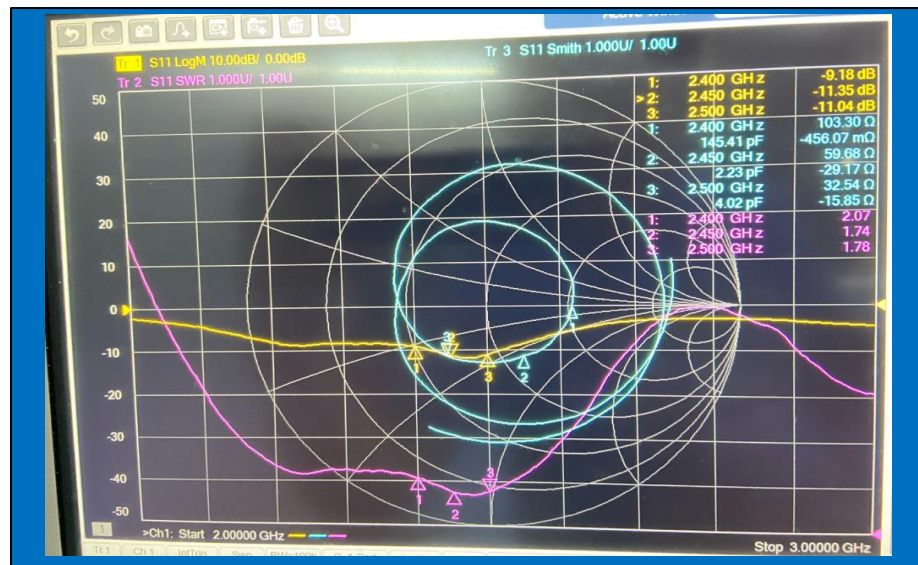 Tr 1 S11 LogM 10.00dB/ 0.00dB
Tr 2 S11 SWR 1.000U/ 1.00U
Tr 3 S11 Smith 1.000U/ 1.00U
1: 2.400 GHz -9.18 dB
>2: 2.450 GHz -11.35 dB
3: 2.500 GHz -11.04 dB
1: 2.400 GHz 103.30 Ω
145.41 pF -456.07 mΩ
2: 2.450 GHz 59.68 Ω
2.23 pF -29.17 Ω
3: 2.500 GHz 32.54 Ω
4.02 pF -15.85 Ω
1: 2.400 GHz 2.07
2: 2.450 GHz 1.74
3: 2.500 GHz 1.78
50
40
30
20
10
0
-10
-20
-30
-40
-50
1
32
2
3
1
1
2
3
1
>Ch1: Start 2.00000 GHz
Stop 3.00000 GHz
Tr 1 Ch 1 IntTrig